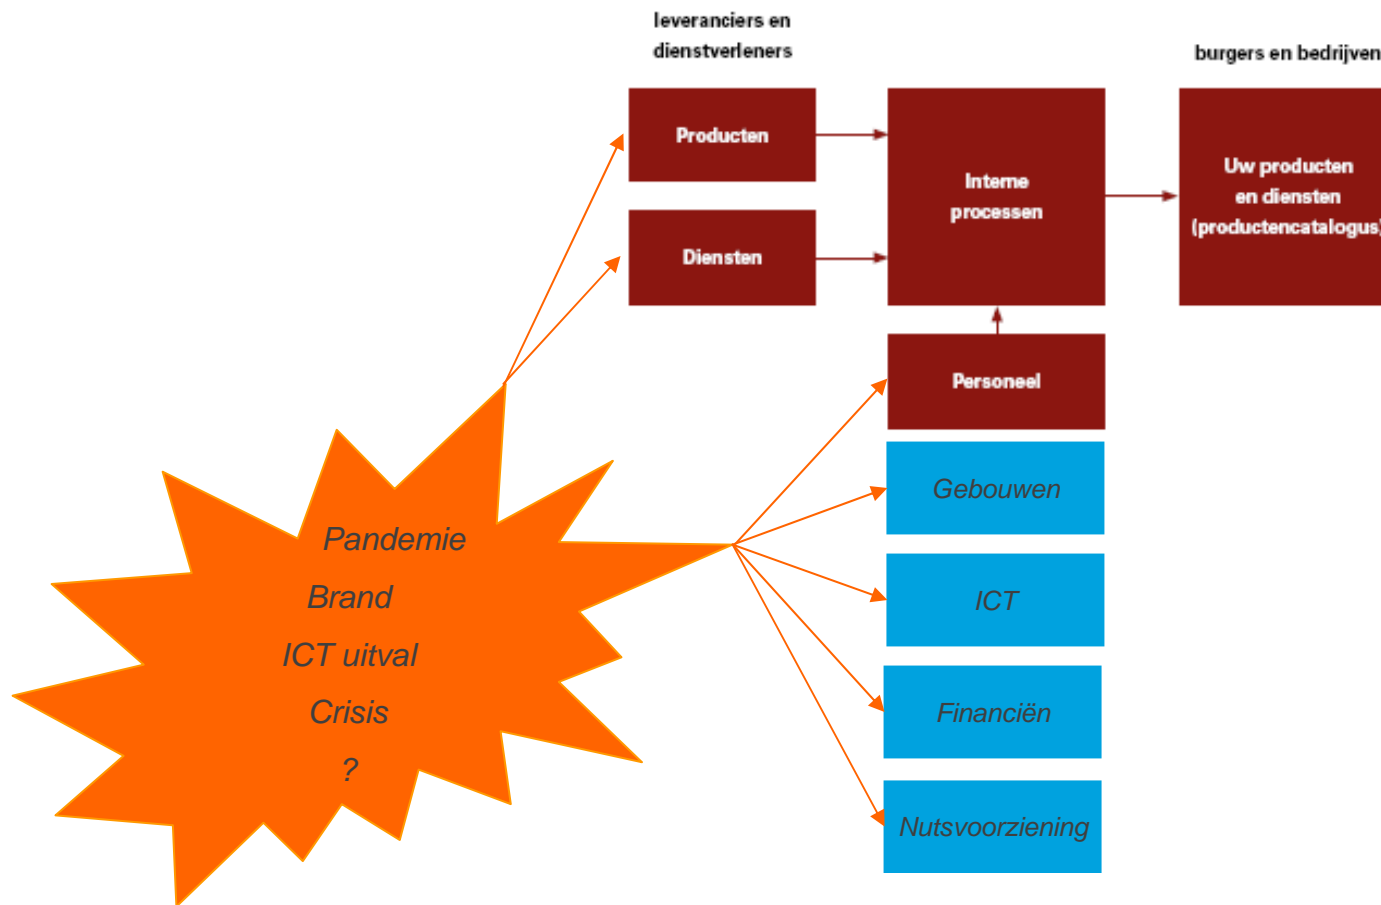 leveranciers en
dienstverleners
burgers en bedrijven
Producten
Diensten
Interne
processen
Uw producten
en diensten
(productencatalogus)
Personeel
Gebouwen
ICT
Financiën
Nutsvoorziening
Pandemie
Brand
ICT uitval
Crisis
?